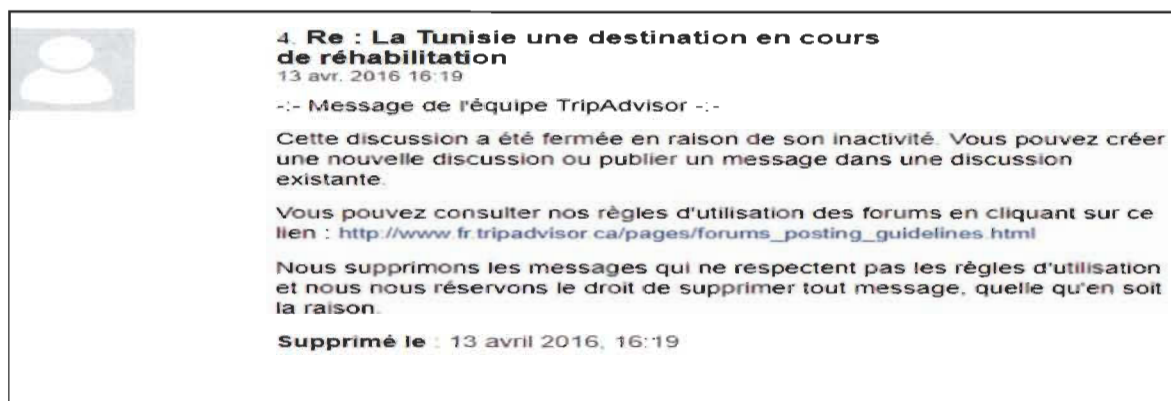 4. Re : La Tunisie une destination en cours
de réhabilitation
13 avr. 2016 16:19
-:- Message de l'équipe TripAdvisor -:-
Cette discussion a été fermée en raison de son inactivité. Vous pouvez créer
une nouvelle discussion ou publier un message dans une discussion
existante.
Vous pouvez consulter nos règles d'utilisation des forums en cliquant sur ce
lien : http://www.fr.tripadvisor.ca/pages/forums_posting_guidelines.html
Nous supprimons les messages qui ne respectent pas les règles d'utilisation
et nous nous réservons le droit de supprimer tout message, quelle qu'en soit
la raison.
Supprimé le : 13 avril 2016, 16:19